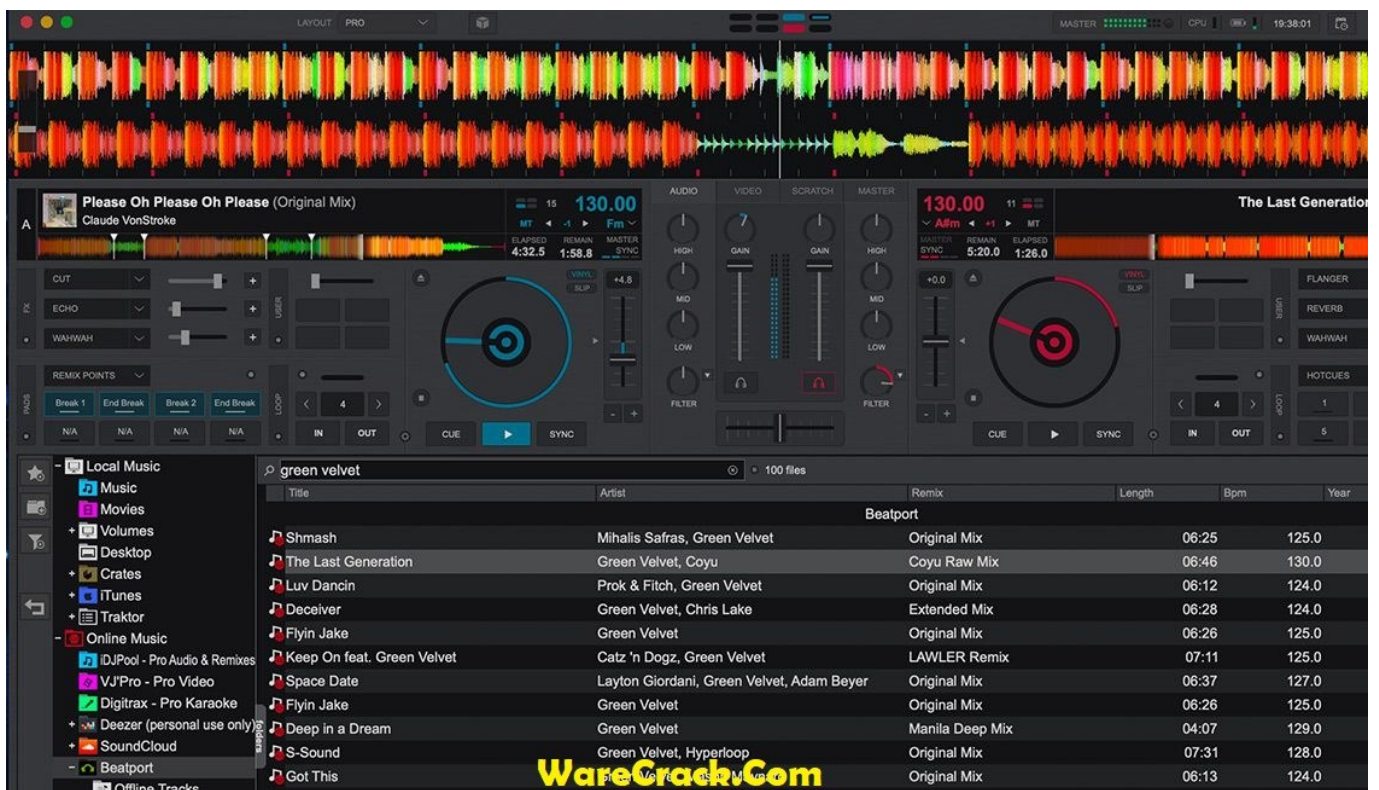 LAYOUT PRO MASTER CPU 19:38:01
A Please Oh Please Oh Please (Original Mix) 15 130.00
Claude VonStroke MT -1 Fm
ELAPSED REMAIN MASTER
4:32.5 1:58.8 SYNC
AUDIO VIDEO SCRATCH MASTER
130.00 11 The Last Generation
A#m +1 MT
MASTER REMAIN ELAPSED
SYNC 5:20.0 1:26.0
HIGH GAIN GAIN HIGH
MID MID
LOW LOW
FILTER FILTER
FX CUT + USER VINYL +4.8
SLIP
ECHO +
WAHWAH +
+0.0 VINYL USER FLANGER
SLIP
REVERB
WAHWAH
PADS REMIX POINTS LOOP
Break 1 End Break Break 2 End Break 4
N/A N/A N/A N/A IN OUT CUE SYNC - +
- + CUE SYNC IN OUT 4 LOOP HOTCUES
1
5
Local Music
Music
Movies
Volumes
Desktop
Crates
iTunes
Traktor
Online Music
iDJPool - Pro Audio & Remixes
VJ'Pro - Pro Video
Digitrax - Pro Karaoke
Deezer (personal use only)
SoundCloud
Beatport
Offline Tracks
folders
green velvet 100 files
Title Artist Remix Length Bpm Year
Beatport
Shmash Mihalis Safras, Green Velvet Original Mix 06:25 125.0
The Last Generation Green Velvet, Coyu Coyu Raw Mix 06:46 130.0
Luv Dancin Prok & Fitch, Green Velvet Original Mix 06:12 124.0
Deceiver Green Velvet, Chris Lake Extended Mix 06:28 124.0
Flyin Jake Green Velvet Original Mix 06:26 125.0
Keep On feat. Green Velvet Catz 'n Dogz, Green Velvet LAWLER Remix 07:11 125.0
Space Date Layton Giordani, Green Velvet, Adam Beyer Original Mix 06:37 127.0
Flyin Jake Green Velvet Original Mix 06:26 125.0
Deep in a Dream Green Velvet Manila Deep Mix 04:07 129.0
S-Sound Green Velvet, Hyperloop Original Mix 07:31 128.0
Got This Original Mix 06:13 124.0
WareCrack.Com